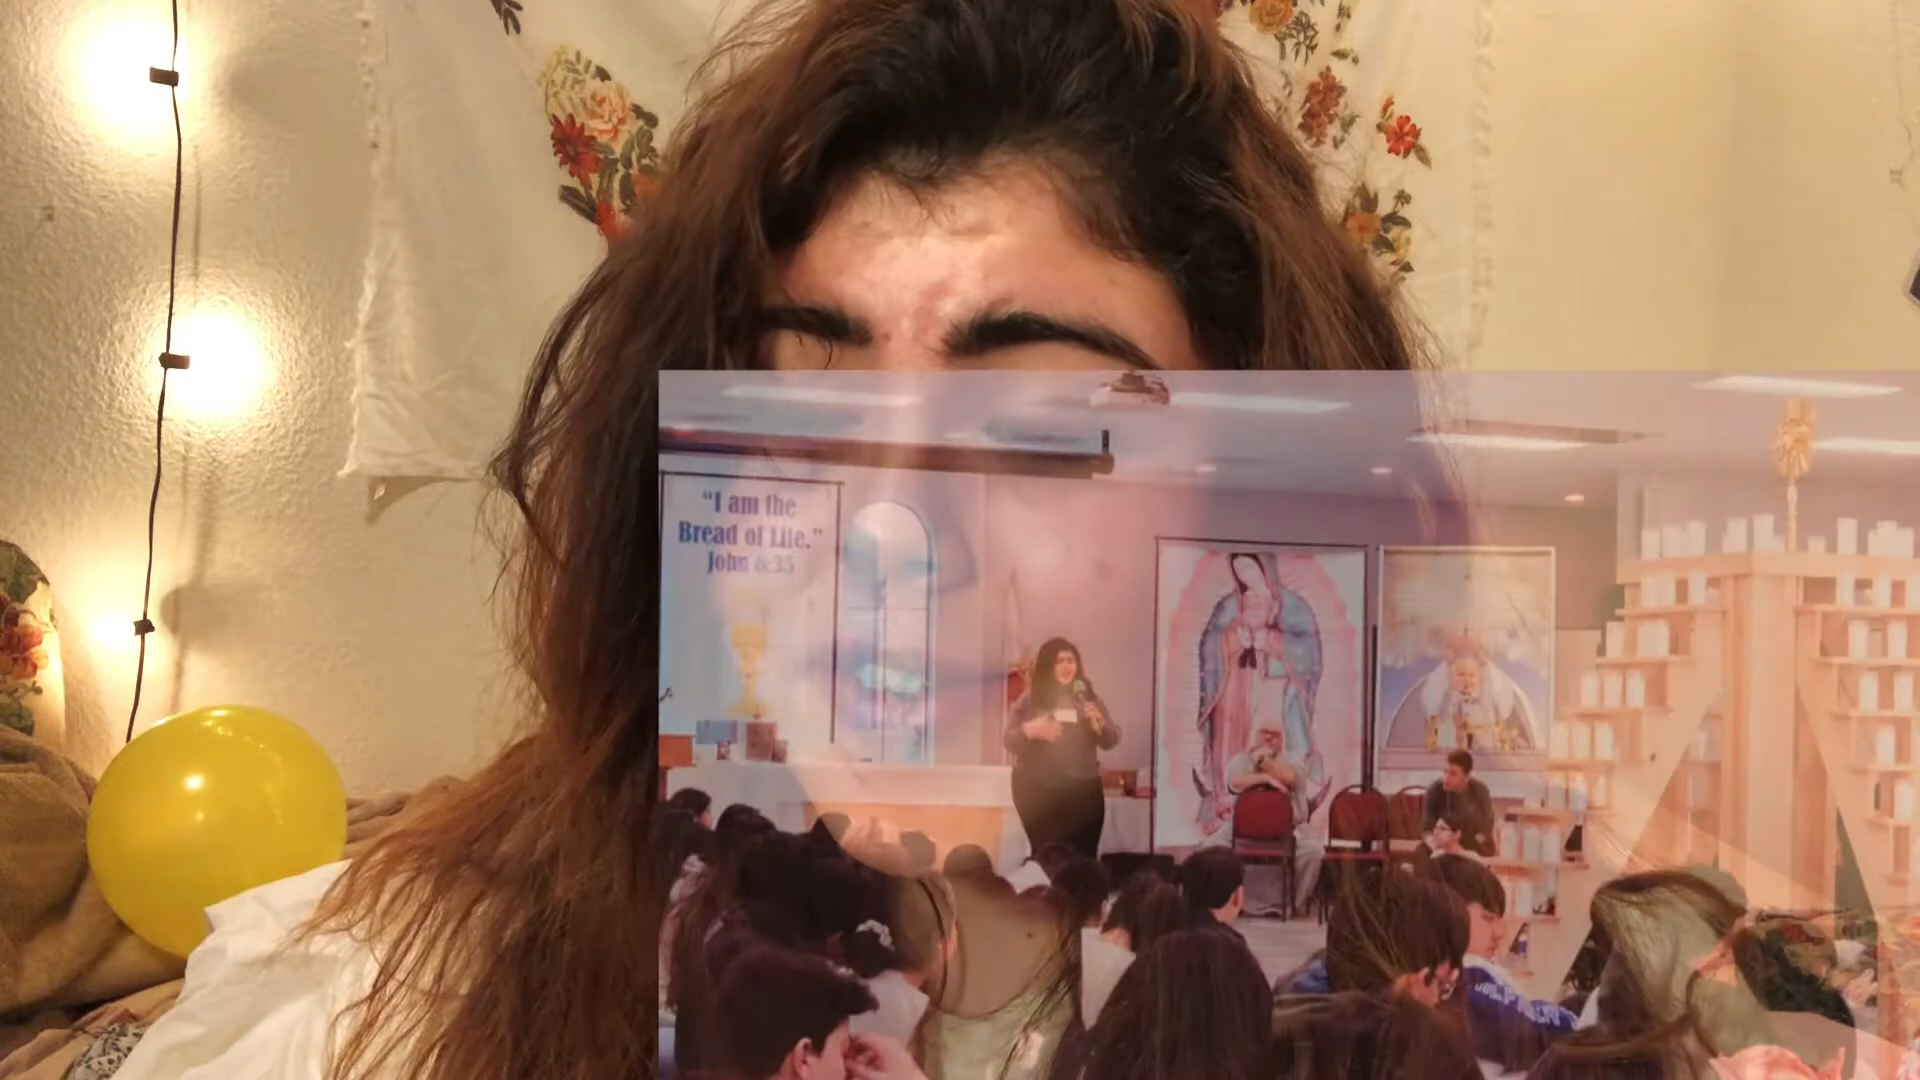 “I am the
Bread of Life.”
John 6:35